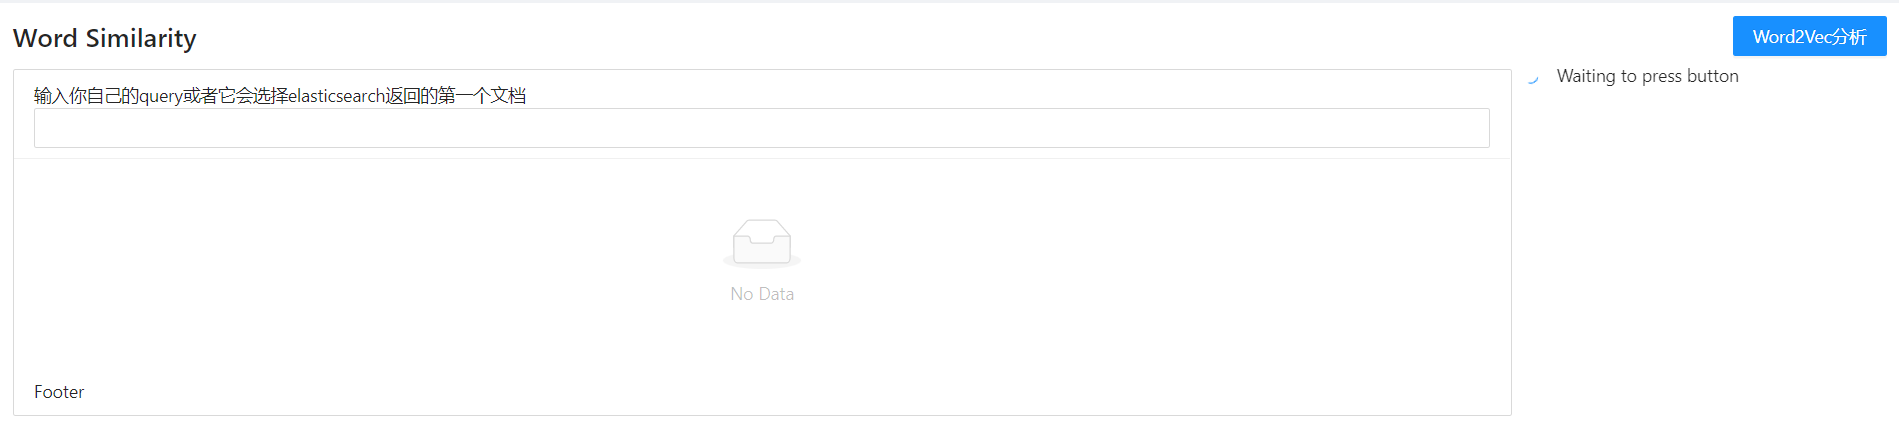 Word Similarity
Word2Vec分析
输入你自己的query或者它会选择elasticsearch返回的第一个文档
Waiting to press button
No Data
Footer